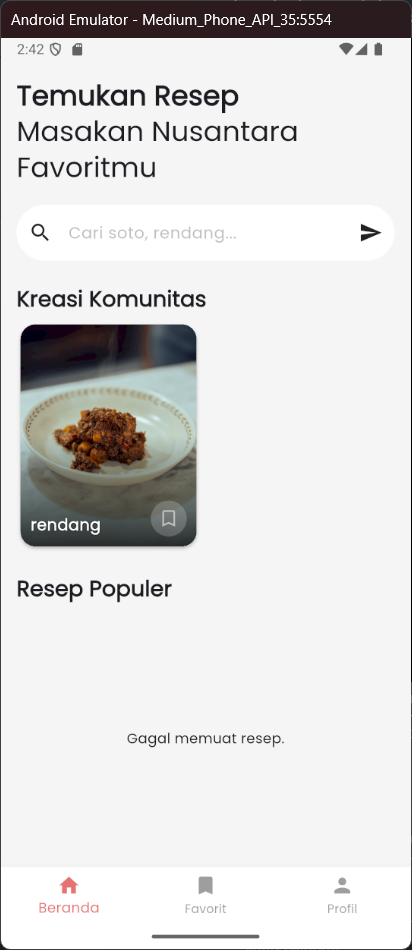 Android Emulator - Medium_Phone_API_35:5554
2:42
Temukan Resep
Masakan Nusantara
Favoritmu
Cari soto, rendang...
Kreasi Komunitas
rendang
Resep Populer
Gagal memuat resep.
Beranda
Favorit
Profil